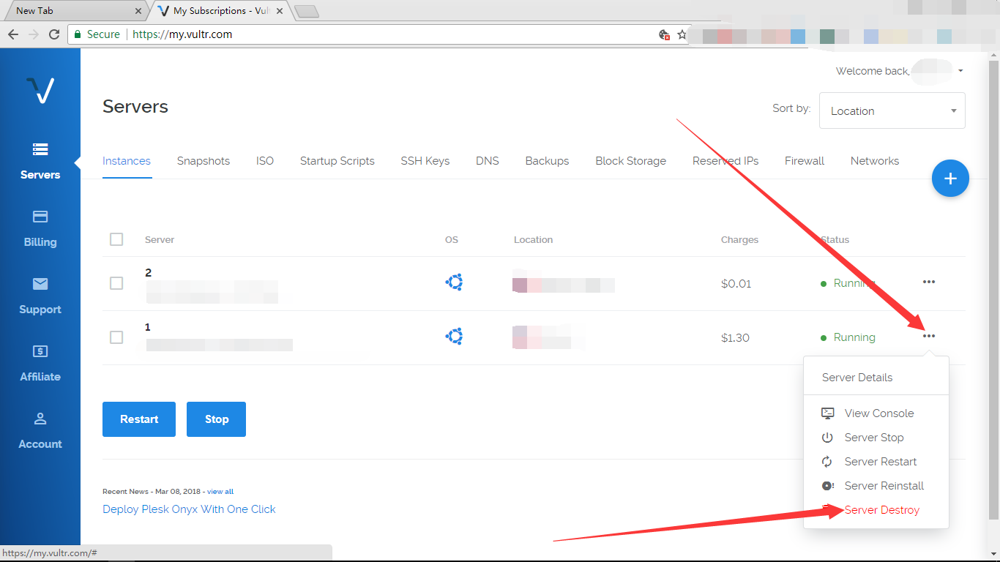 New Tab
My Subscriptions - Vul
Secure
https://my.vultr.com
Welcome back,
Servers
Sort by:
Location
Instances
Snapshots
ISO
Startup Scripts
SSH Keys
DNS
Backups
Block Storage
Reserved IPs
Firewall
Networks
+
Servers
Billing
Support
Affiliate
Account
Server
OS
Location
Charges
Status
2
$0.01
Running
1
$1.30
Running
Server Details
View Console
Server Stop
Server Restart
Server Reinstall
Server Destroy
Restart
Stop
Recent News - Mar 08, 2018 - view all
Deploy Plesk Onyx With One Click
https://my.vultr.com/#